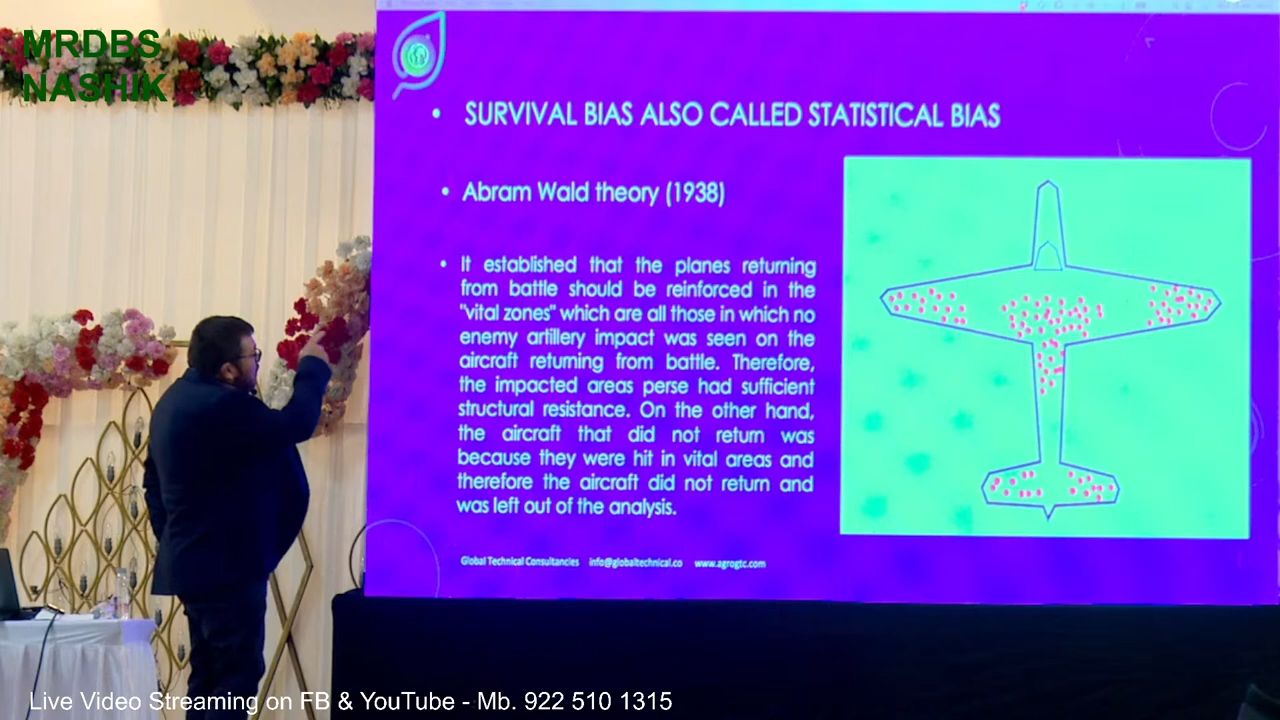 MRDBS
NASHIK
• SURVIVAL BIAS ALSO CALLED STATISTICAL BIAS
• Abram Wald theory (1938)
• It established that the planes returning
from battle should be reinforced in the
"vital zones" which are all those in which no
enemy artillery impact was seen on the
aircraft returning from battle. Therefore,
the impacted areas perse had sufficient
structural resistance. On the other hand,
the aircraft that did not return was
because they were hit in vital areas and
therefore the aircraft did not return and
was left out of the analysis.
Global Technical Consultancies info@globaltechnical.co www.agrogtc.com
Live Video Streaming on FB & YouTube - Mb. 922 510 1315